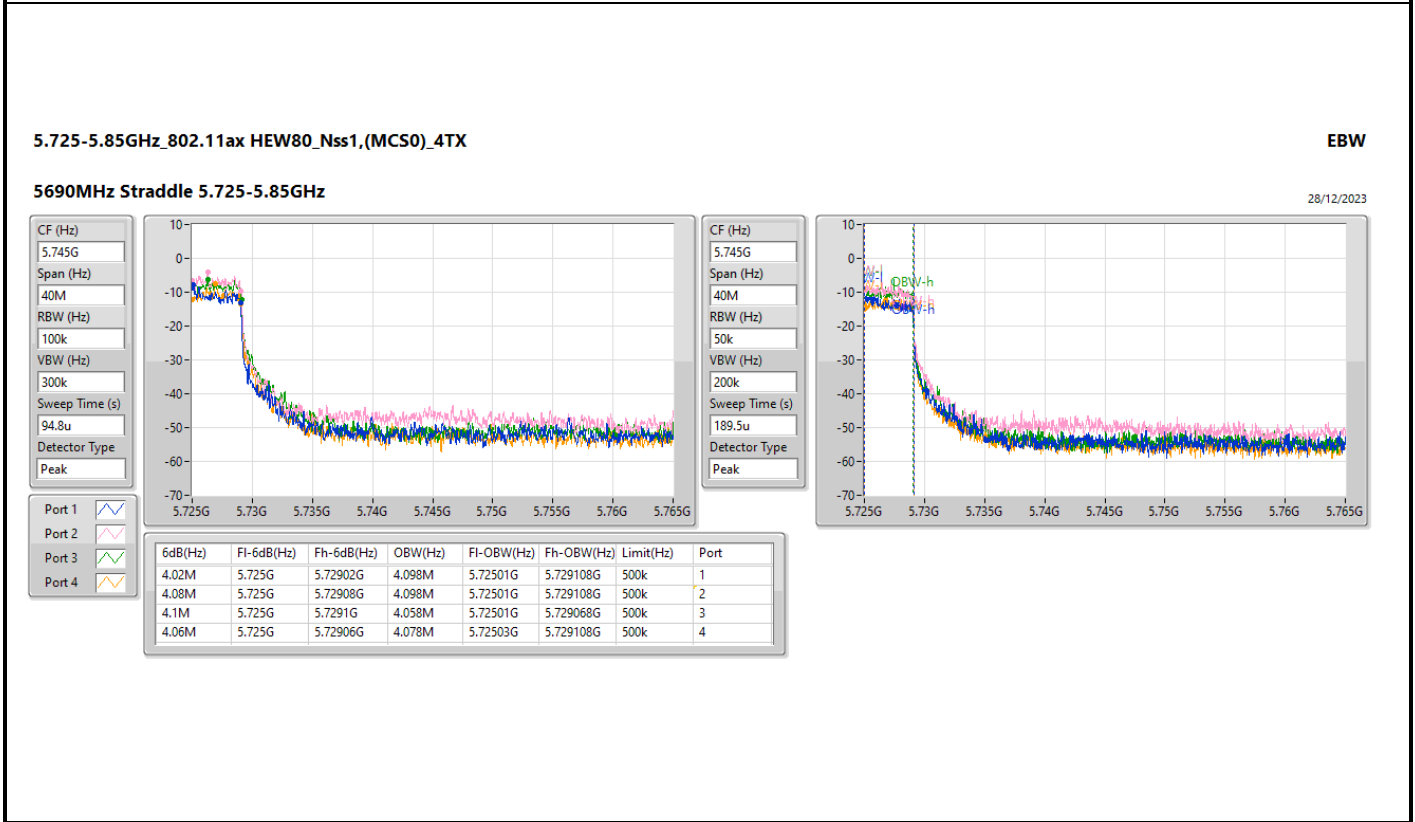 5.725-5.85GHz_802.11ax HEW80_Nss1,(MCS0)_4TX
EBW
5690MHz Straddle 5.725-5.85GHz
28/12/2023
CF (Hz)
5.745G
Span (Hz)
40M
RBW (Hz)
100k
VBW (Hz)
300k
Sweep Time (s)
94.8u
Detector Type
Peak
10
0
-10
-20
-30
-40
-50
-60
-70
5.725G 5.73G 5.735G 5.74G 5.745G 5.75G 5.755G 5.76G 5.765G
CF (Hz)
5.745G
Span (Hz)
40M
RBW (Hz)
50k
VBW (Hz)
200k
Sweep Time (s)
189.5u
Detector Type
Peak
10
0
-10
-20
-30
-40
-50
-60
-70
OBW-h
OBW-h
5.725G 5.73G 5.735G 5.74G 5.745G 5.75G 5.755G 5.76G 5.765G
Port 1
Port 2
Port 3
Port 4
6dB(Hz) Fl-6dB(Hz) Fh-6dB(Hz) OBW(Hz) Fl-OBW(Hz) Fh-OBW(Hz) Limit(Hz) Port
4.02M 5.725G 5.72902G 4.098M 5.72501G 5.729108G 500k 1
4.08M 5.725G 5.72908G 4.098M 5.72501G 5.729108G 500k 2
4.1M 5.725G 5.7291G 4.058M 5.72501G 5.729068G 500k 3
4.06M 5.725G 5.72906G 4.078M 5.72503G 5.729108G 500k 4